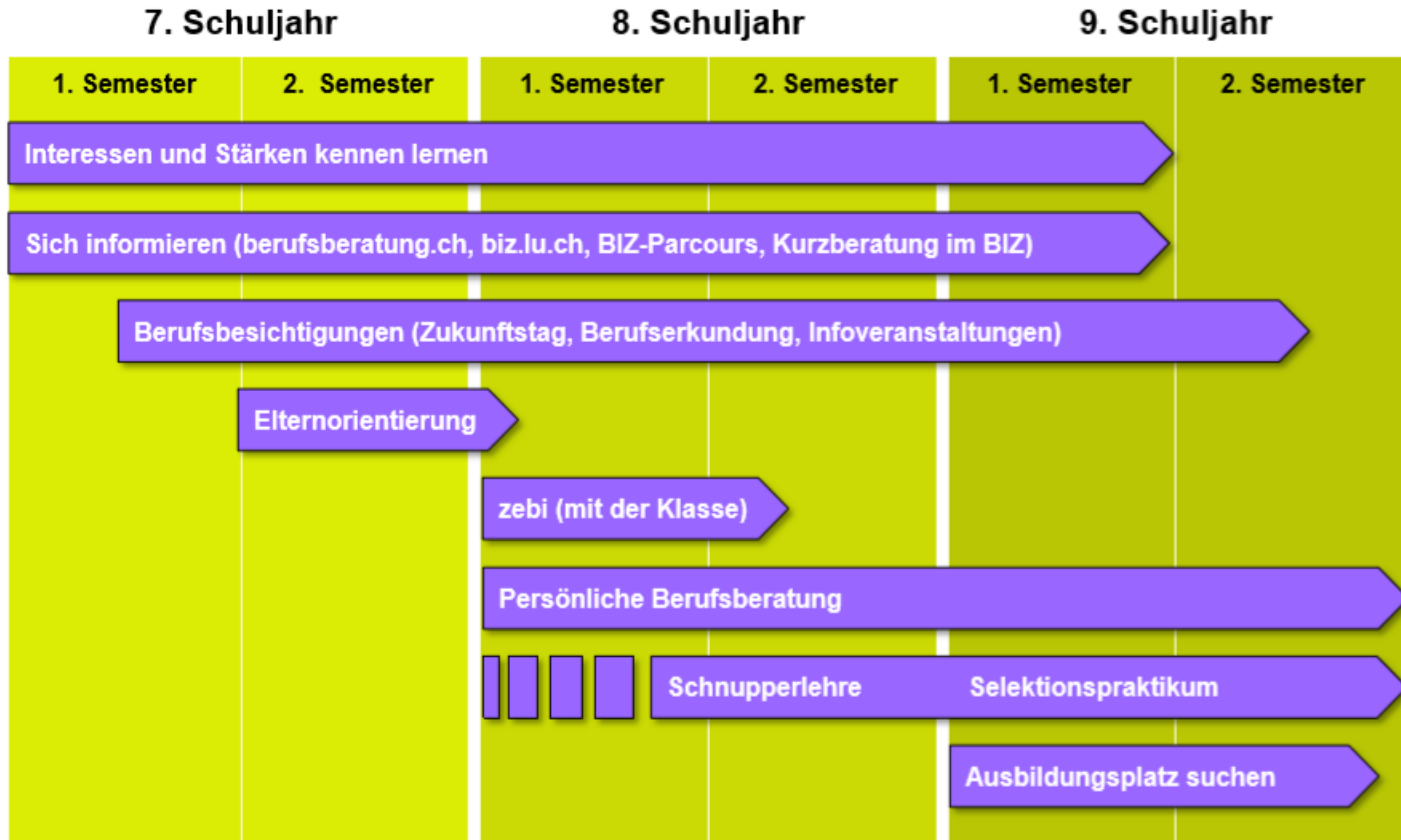 7. Schuljahr 8. Schuljahr 9. Schuljahr
1. Semester 2. Semester 1. Semester 2. Semester 1. Semester 2. Semester
Interessen und Stärken kennen lernen
Sich informieren (berufsberatung.ch, biz.lu.ch, BIZ-Parcours, Kurzberatung im BIZ)
Berufsbesichtigungen (Zukunftstag, Berufserkundung, Infoveranstaltungen)
Elternorientierung
zebi (mit der Klasse)
Persönliche Berufsberatung
Schnupperlehre Selektionspraktikum
Ausbildungsplatz suchen